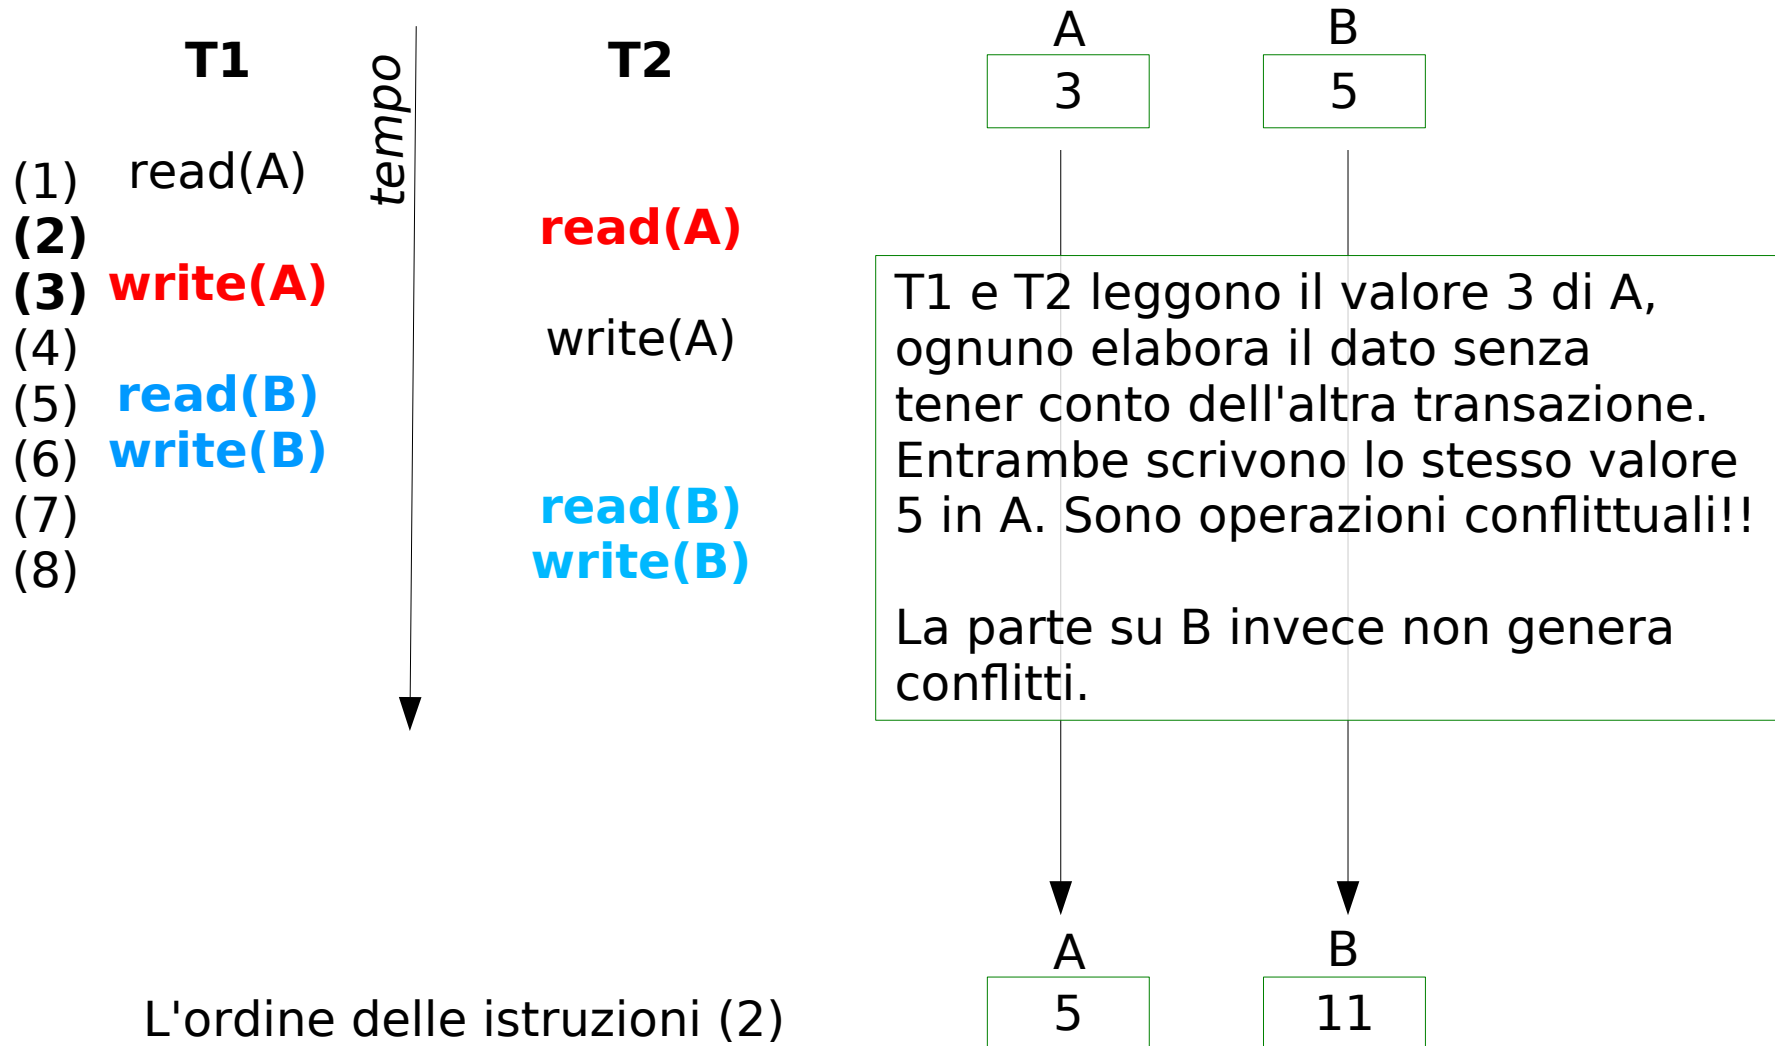 T1
tempo
T2
A
B
3
5
(1) read(A)
(2) read(A)
(3) write(A)
(4) write(A)
(5) read(B)
(6) write(B)
(7) read(B)
(8) write(B)
T1 e T2 leggono il valore 3 di A,
ognuno elabora il dato senza
tener conto dell'altra transazione.
Entrambe scrivono lo stesso valore
5 in A. Sono operazioni conflittuali!!
La parte su B invece non genera
conflitti.
A
B
5
11
L'ordine delle istruzioni (2)